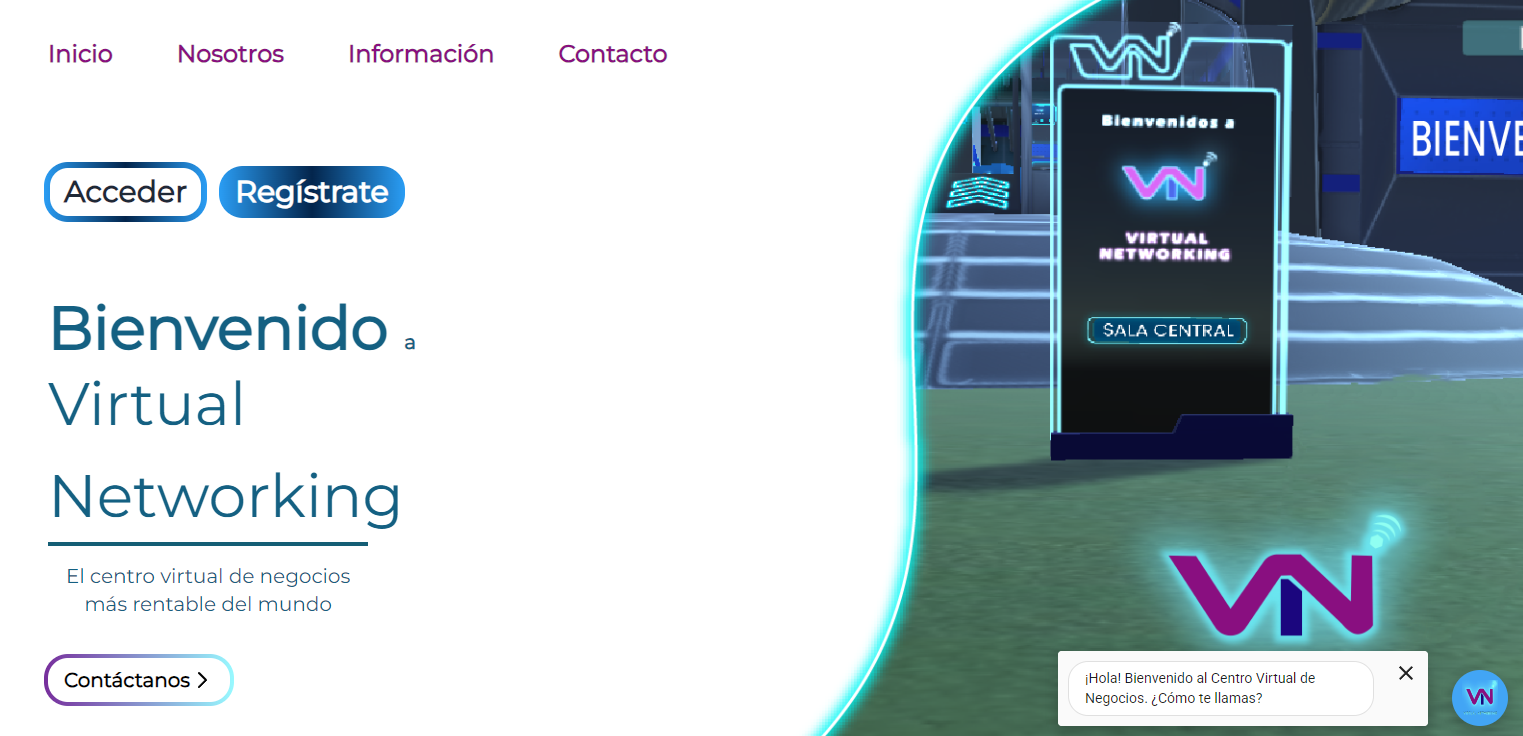 Inicio Nosotros Información Contacto
Acceder Regístrate
Bienvenido a
Virtual
Networking
El centro virtual de negocios
más rentable del mundo
Contáctanos
Bienvenidos a
VN
VIRTUAL
NETWORKING
SALA CENTRAL
BIENVE
VN
¡Hola! Bienvenido al Centro Virtual de
Negocios. ¿Cómo te llamas?
VN